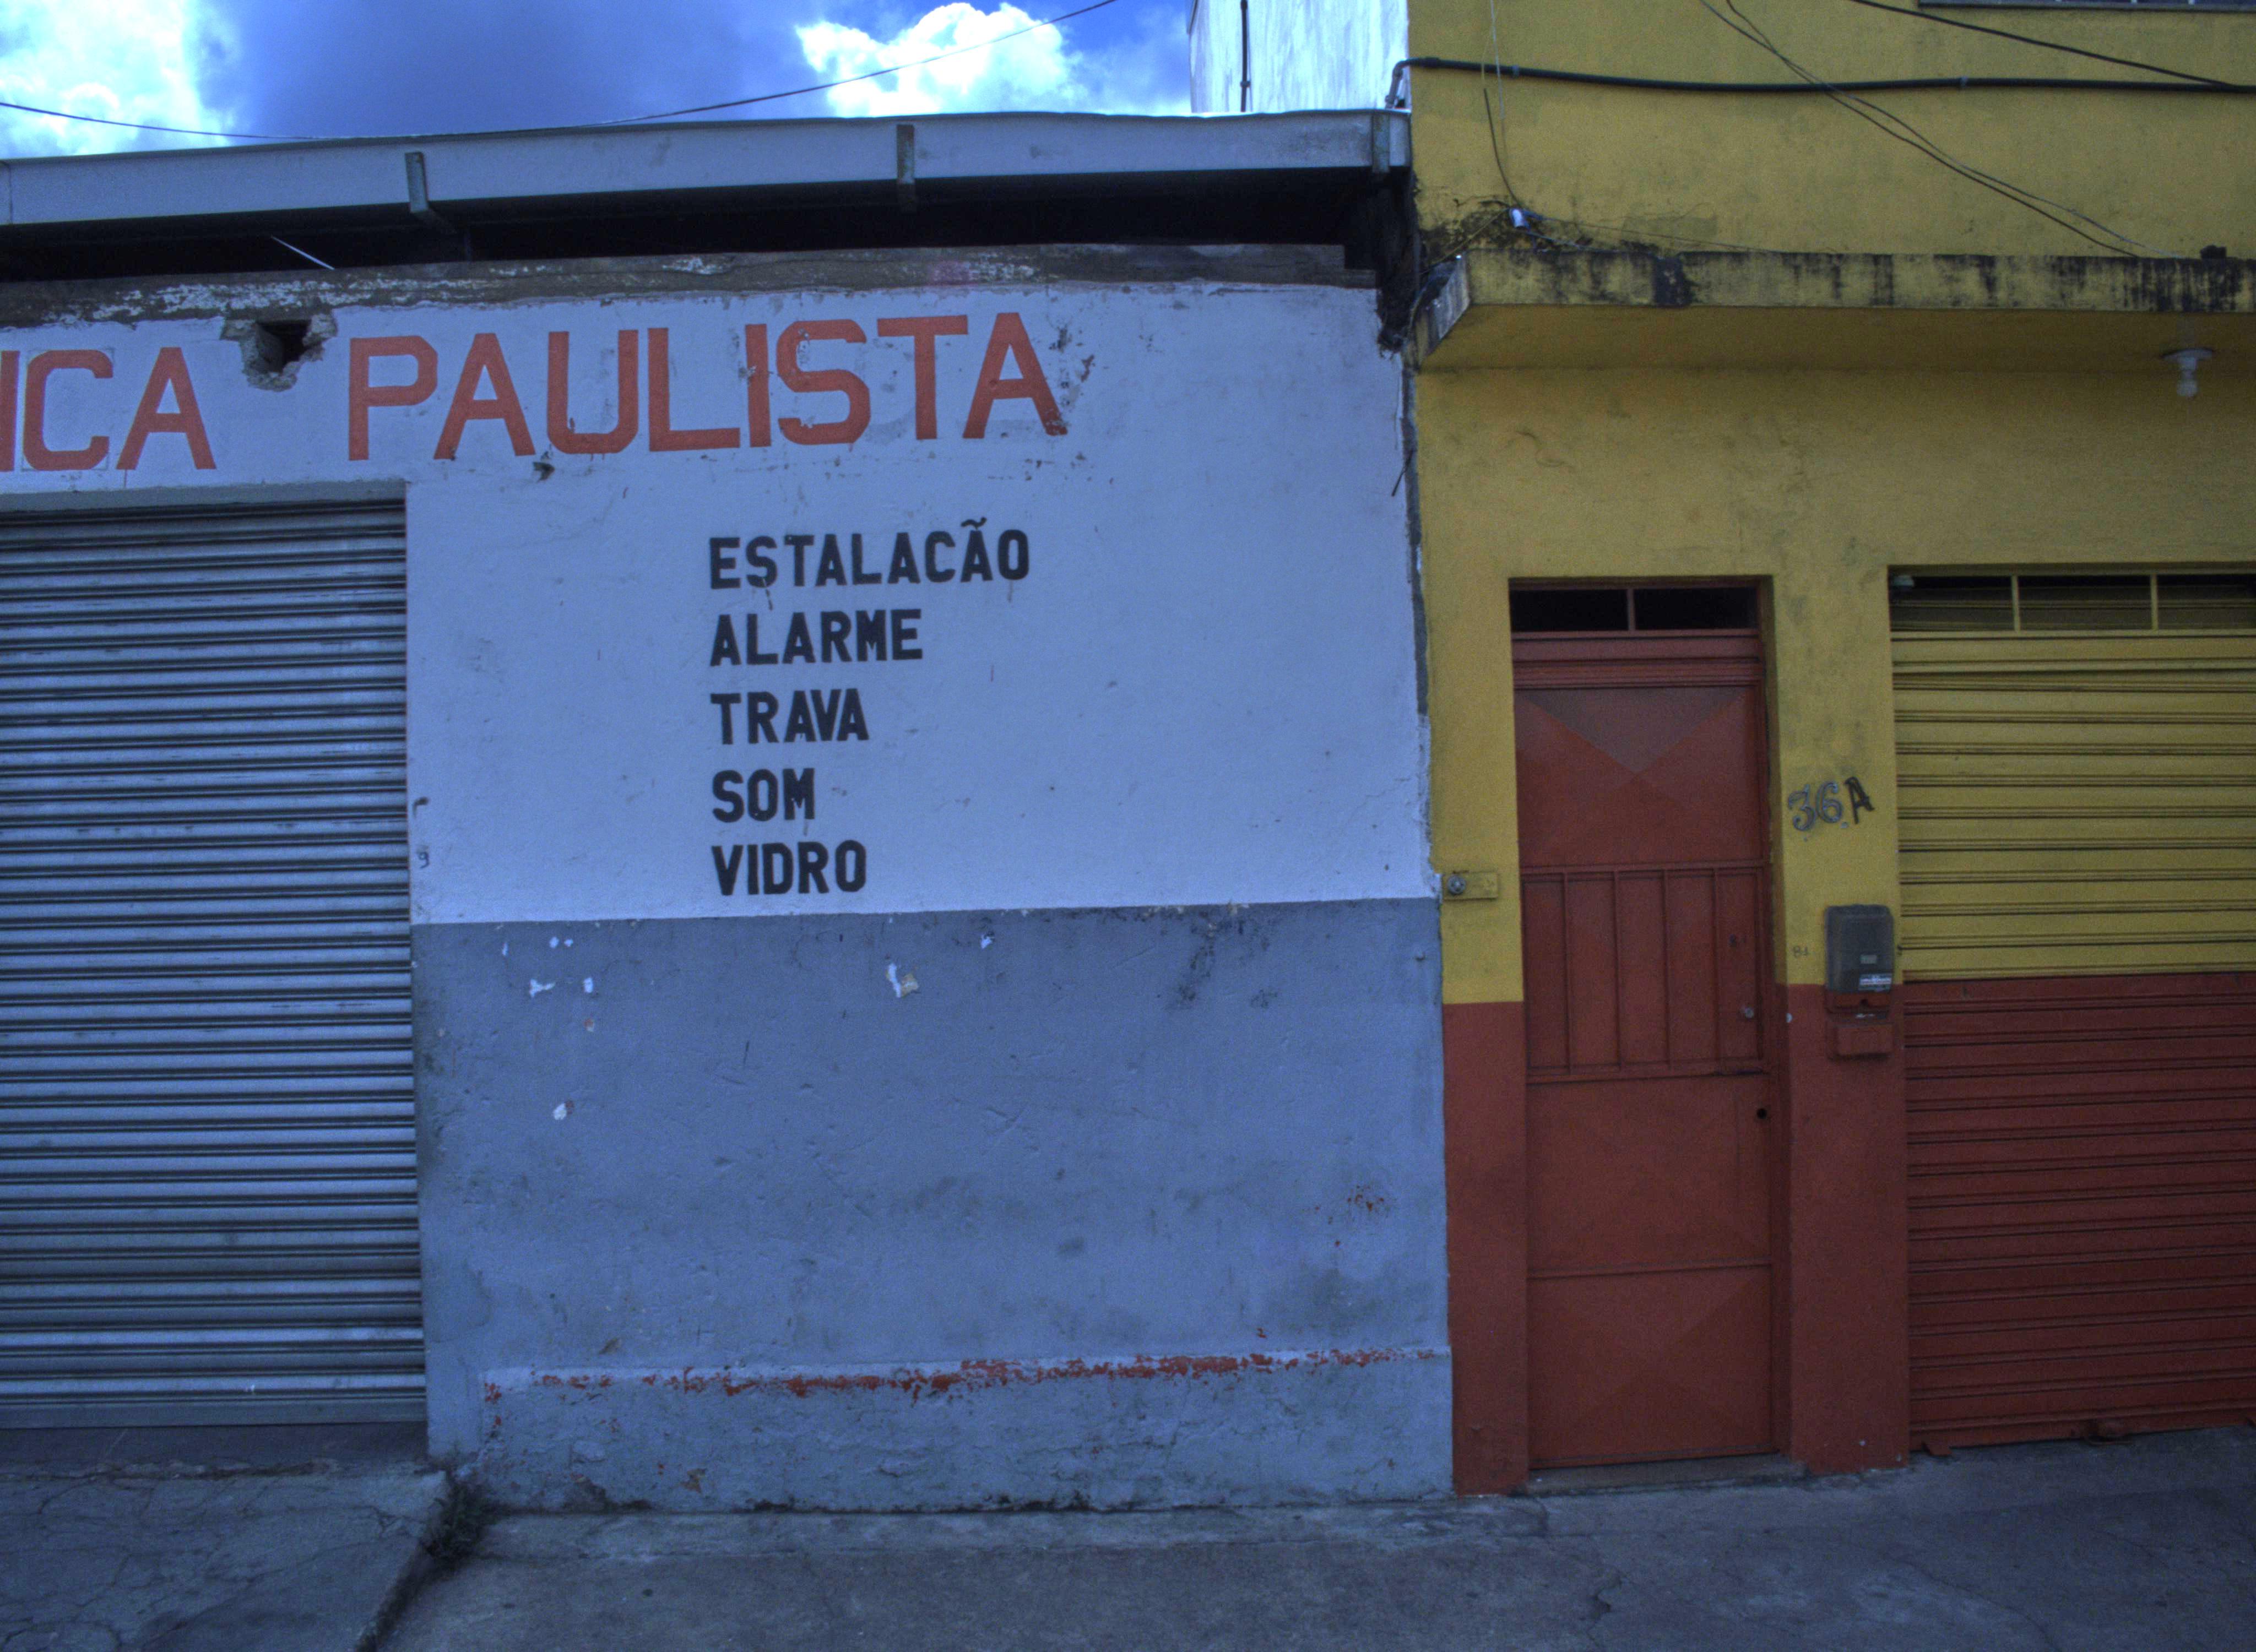 ICA PAULISTA
ESTALACÃO
ALARME
TRAVA
SOM
VIDRO
36A